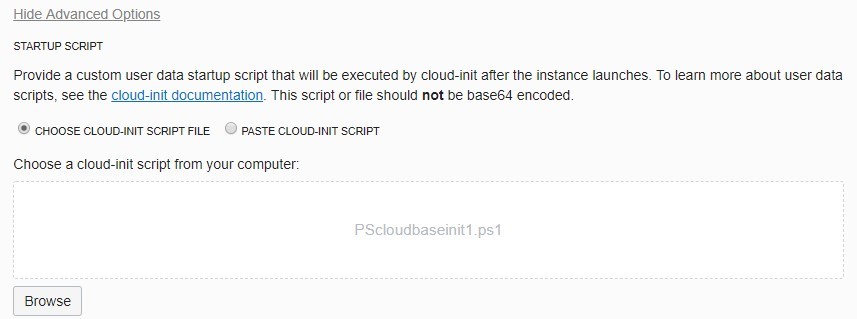 Hide Advanced Options
STARTUP SCRIPT
Provide a custom user data startup script that will be executed by cloud-init after the instance launches. To learn more about user data
scripts, see the cloud-init documentation. This script or file should not be base64 encoded.
CHOOSE CLOUD-INIT SCRIPT FILE PASTE CLOUD-INIT SCRIPT
Choose a cloud-init script from your computer:
PScloudbaseinit1.ps1
Browse